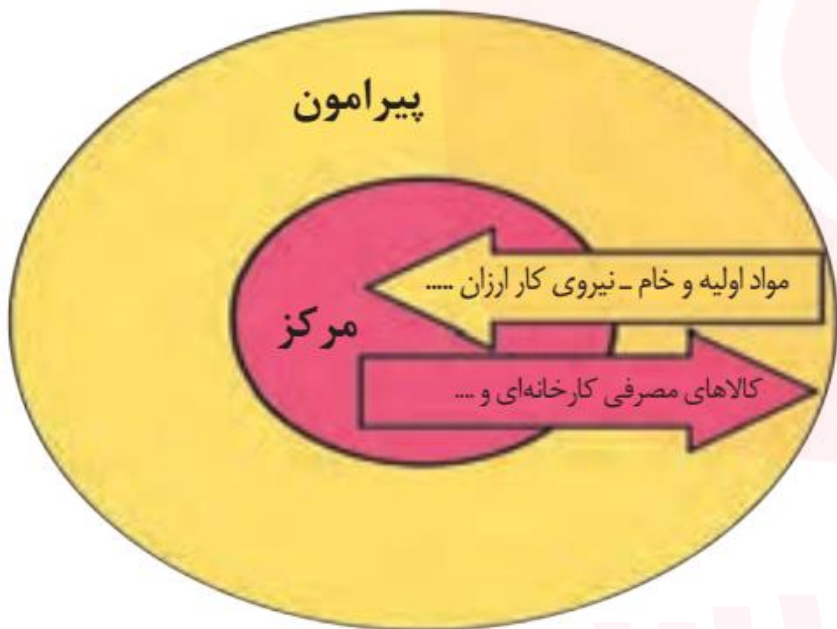 پیرامون
مواد اولیه و خام ـ نیروی کار ارزان .....
مرکز
کالاهای مصرفی کارخانه‌ای و ....